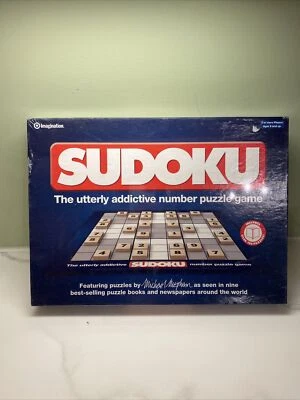 Imagination.
SUDOKU
The utterly addictive number puzzle game
The utterly addictive SUDOKU number puzzle game
Featuring puzzles by Michael Mepham as seen in nine
best-selling puzzle books and newspapers around the world